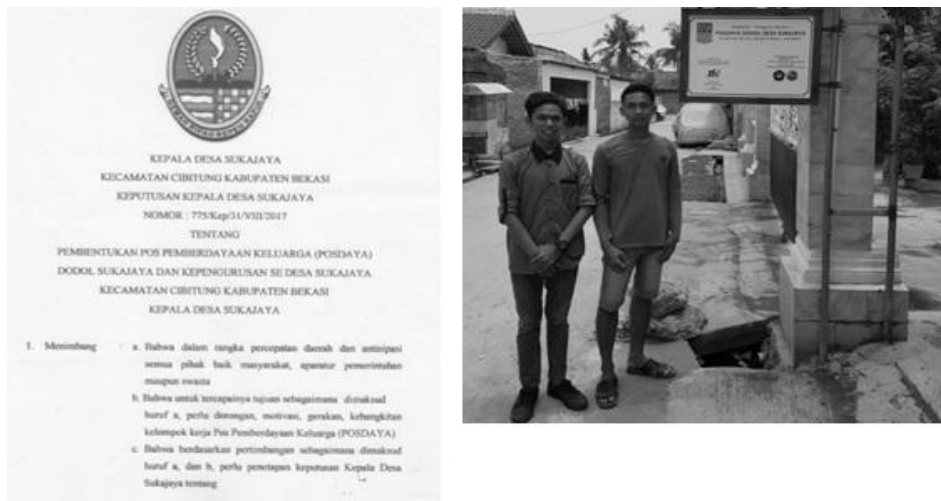 KEPALA DESA SUKAJAYA
KECAMATAN CIBITUNG KABUPATEN BEKASI
KEPUTUSAN KEPALA DESA SUKAJAYA
NOMOR : 775/Kep/31/VIII/2017
TENTANG
PEMBENTUKAN POS PEMBERDAYAAN KELUARGA (POSDAYA)
DODOL SUKAJAYA DAN KEPENGURUSAN SE DESA SUKAJAYA
KECAMATAN CIBITUNG KABUPATEN BEKASI
KEPALA DESA SUKAJAYA
1. Menimbang : a. Bahwa dalam rangka percepatan daerah dan antisipasi
semua pihak baik masyarakat, aparatur pemerintahan
maupun swasta
b. Bahwa untuk tercapainya tujuan sebagaimana dimaksud
huruf a, perlu dorongan, motivasi, gerakan, kebangkitan
kelompok kerja Pos Pemberdayaan Keluarga (POSDAYA)
c. Bahwa berdasarkan pertimbangan sebagaimana dimaksud
huruf a, dan b, perlu penetapan keputusan Kepala Desa
Sukajaya tentang
POSDAYA DODOL DESA SUKAJAYA